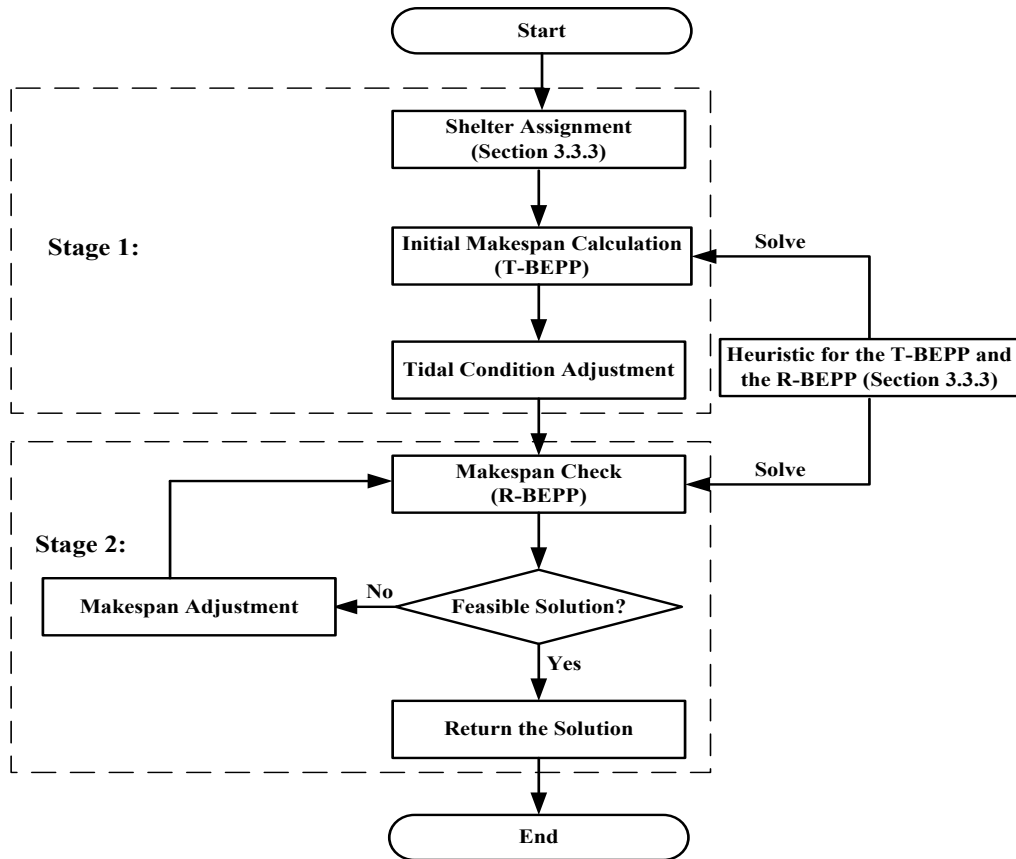 Start
Shelter Assignment
(Section 3.3.3)
Stage 1:
Initial Makespan Calculation
(T-BEPP)
Solve
Tidal Condition Adjustment
Heuristic for the T-BEPP and
the R-BEPP (Section 3.3.3)
Makespan Check
(R-BEPP)
Solve
Stage 2:
Makespan Adjustment
No
Feasible Solution?
Yes
Return the Solution
End